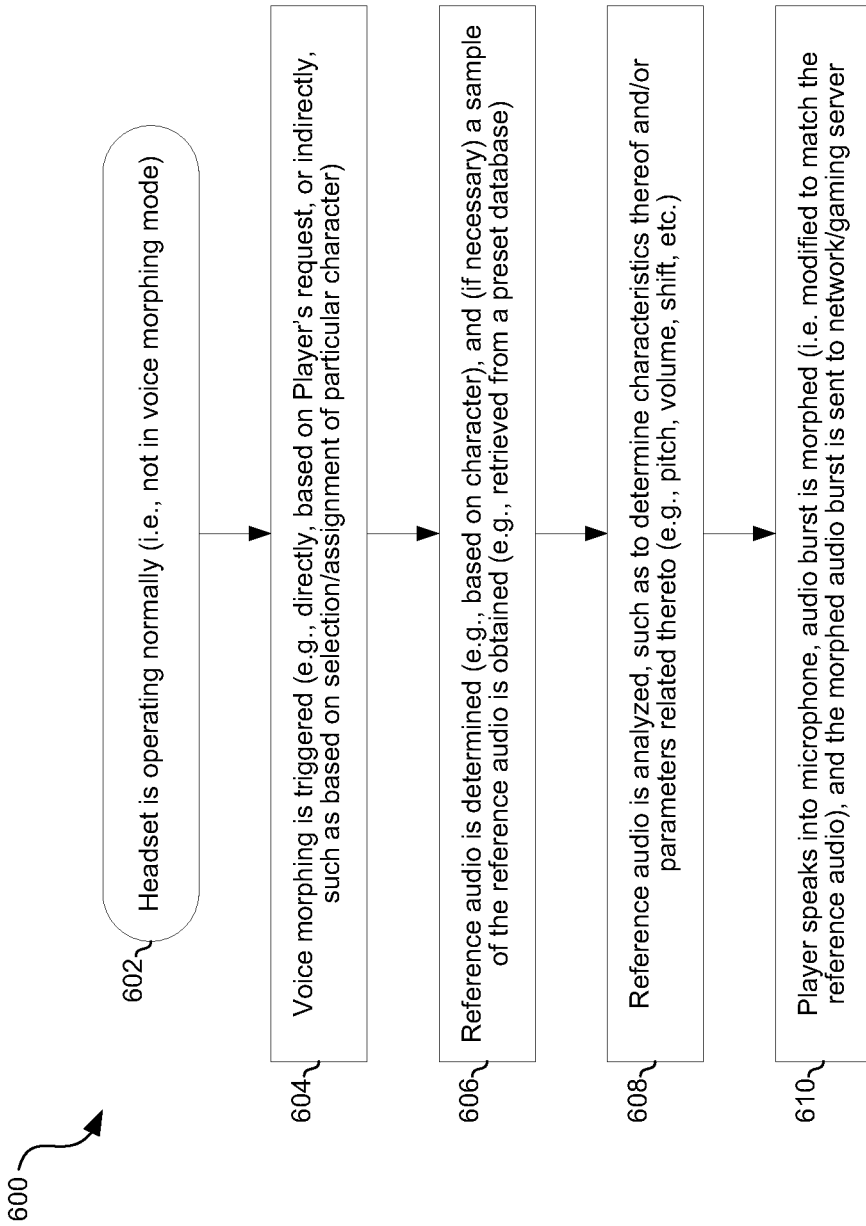 600
602
Headset is operating normally (i.e., not in voice morphing mode)
604
Voice morphing is triggered (e.g., directly, based on Player's request, or indirectly,
such as based on selection/assignment of particular character)
606
Reference audio is determined (e.g., based on character), and (if necessary) a sample
of the reference audio is obtained (e.g., retrieved from a preset database)
608
Reference audio is analyzed, such as to determine characteristics thereof and/or
parameters related thereto (e.g., pitch, volume, shift, etc.)
610
Player speaks into microphone, audio burst is morphed (i.e. modified to match the
reference audio), and the morphed audio burst is sent to network/gaming server